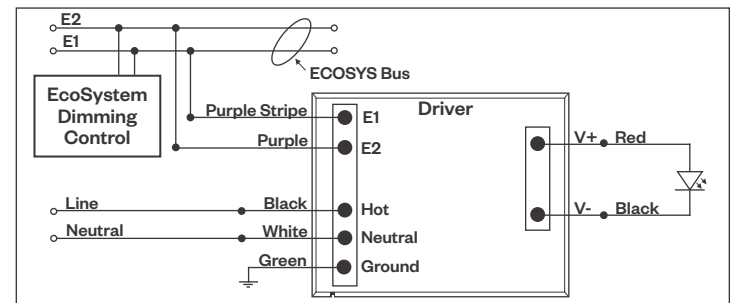 E2
E1
ECOSYS Bus
EcoSystem
Dimming
Control
Driver
Purple Stripe
E1
V+
Red
Purple
E2
Line
Black
Hot
V-
Black
Neutral
White
Neutral
Green
Ground